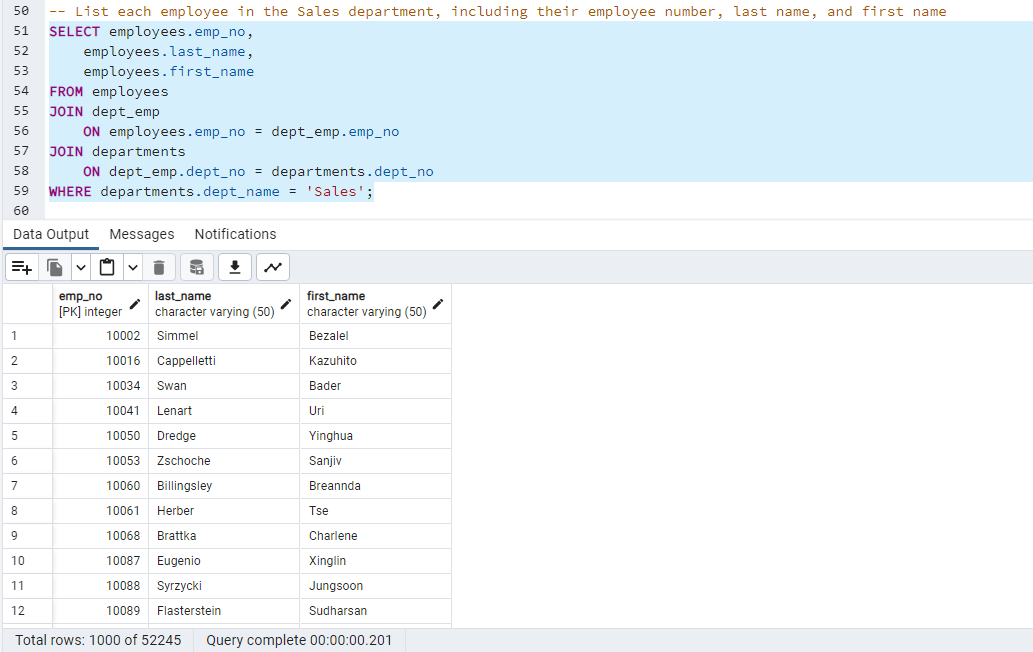 50 -- List each employee in the Sales department, including their employee number, last name, and first name
51 SELECT employees.emp_no,
52     employees.last_name,
53     employees.first_name
54 FROM employees
55 JOIN dept_emp
56     ON employees.emp_no = dept_emp.emp_no
57 JOIN departments
58     ON dept_emp.dept_no = departments.dept_no
59 WHERE departments.dept_name = 'Sales';
60
Data Output Messages Notifications
emp_no last_name first_name
[PK] integer character varying (50) character varying (50)
1 10002 Simmel Bezalel
2 10016 Cappelletti Kazuhito
3 10034 Swan Bader
4 10041 Lenart Uri
5 10050 Dredge Yinghua
6 10053 Zschoche Sanjiv
7 10060 Billingsley Breannda
8 10061 Herber Tse
9 10068 Brattka Charlene
10 10087 Eugenio Xinglin
11 10088 Syrzycki Jungsoon
12 10089 Flasterstein Sudharsan
Total rows: 1000 of 52245 Query complete 00:00:00.201